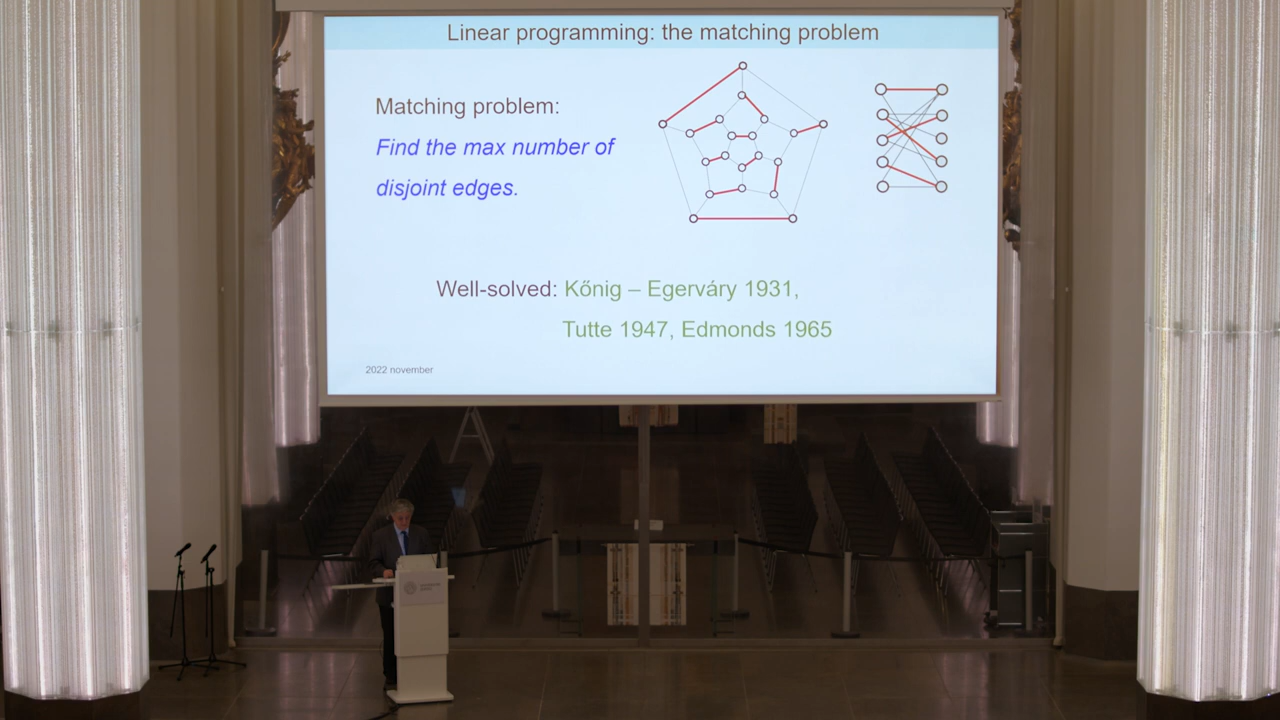 Linear programming: the matching problem
Matching problem:
Find the max number of
disjoint edges.
Well-solved: Kőnig – Egerváry 1931,
Tutte 1947, Edmonds 1965
2022 november